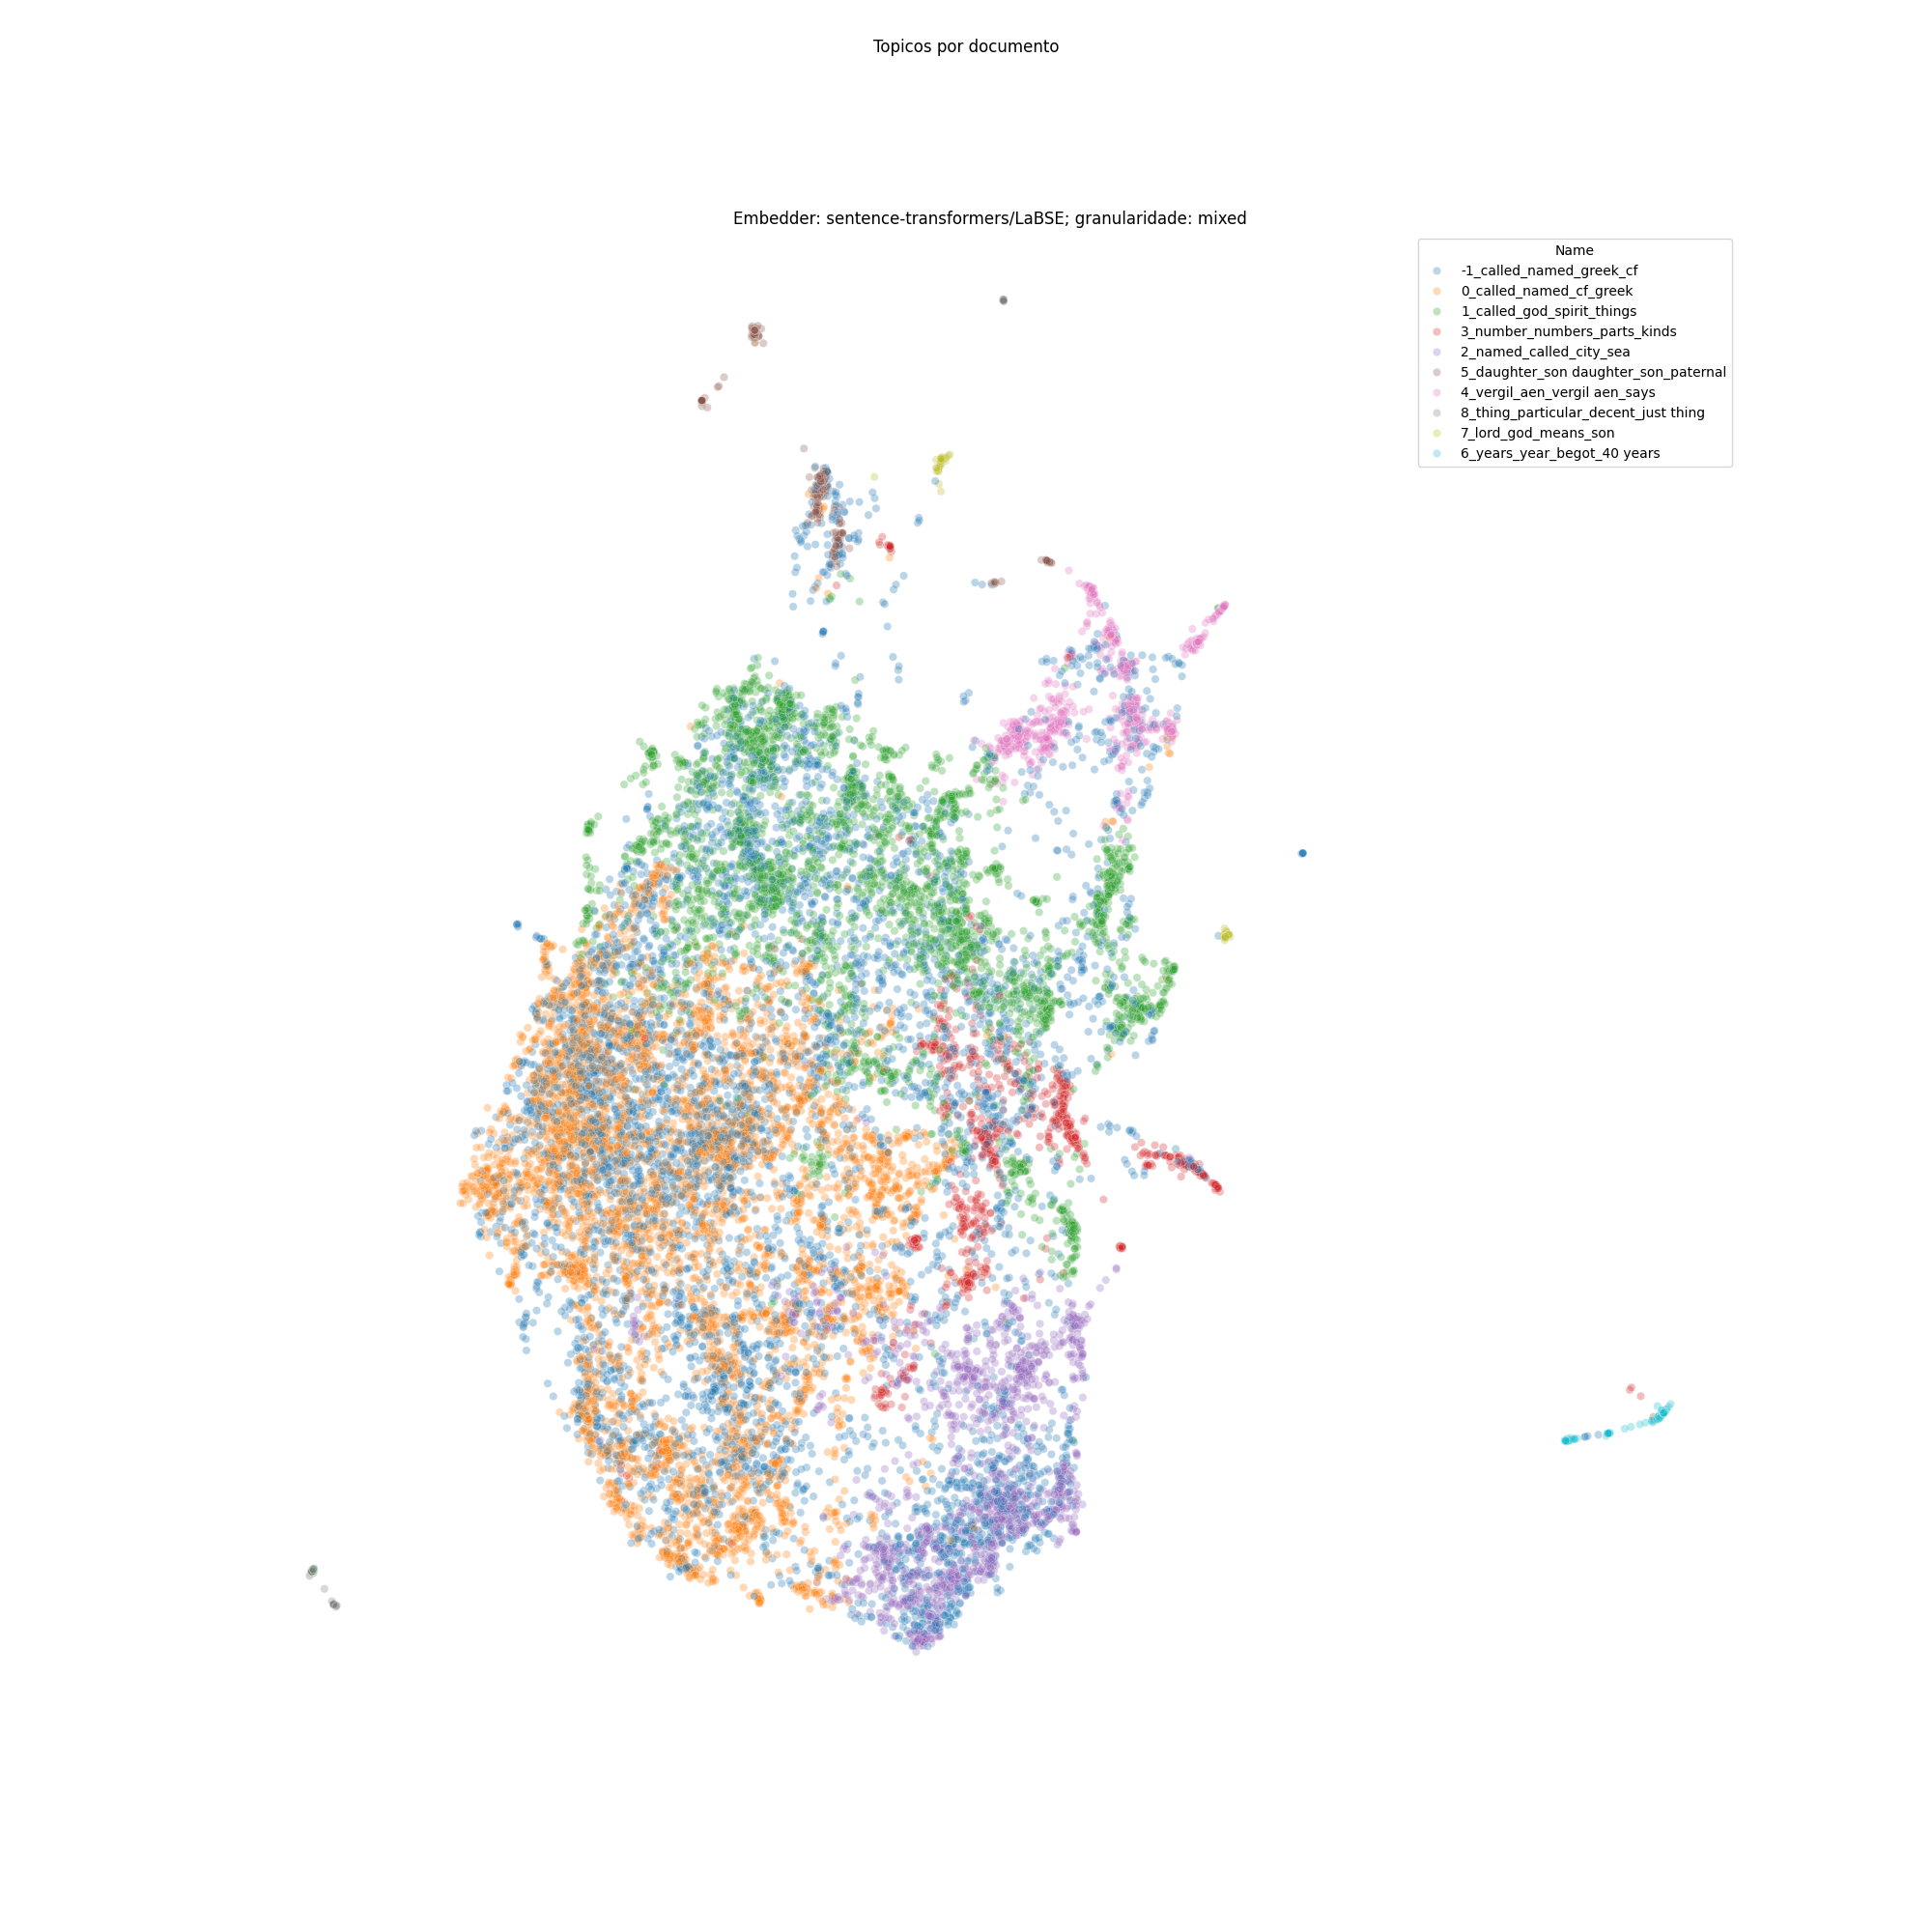 Topicos por documento
Embedder: sentence-transformers/LaBSE; granularidade: mixed
Name
-1_called_named_greek_cf
0_called_named_cf_greek
1_called_god_spirit_things
3_number_numbers_parts_kinds
2_named_called_city_sea
5_daughter_son daughter_son_paternal
4_vergil_aen_vergil aen_says
8_thing_particular_decent_just thing
7_lord_god_means_son
6_years_year_begot_40 years